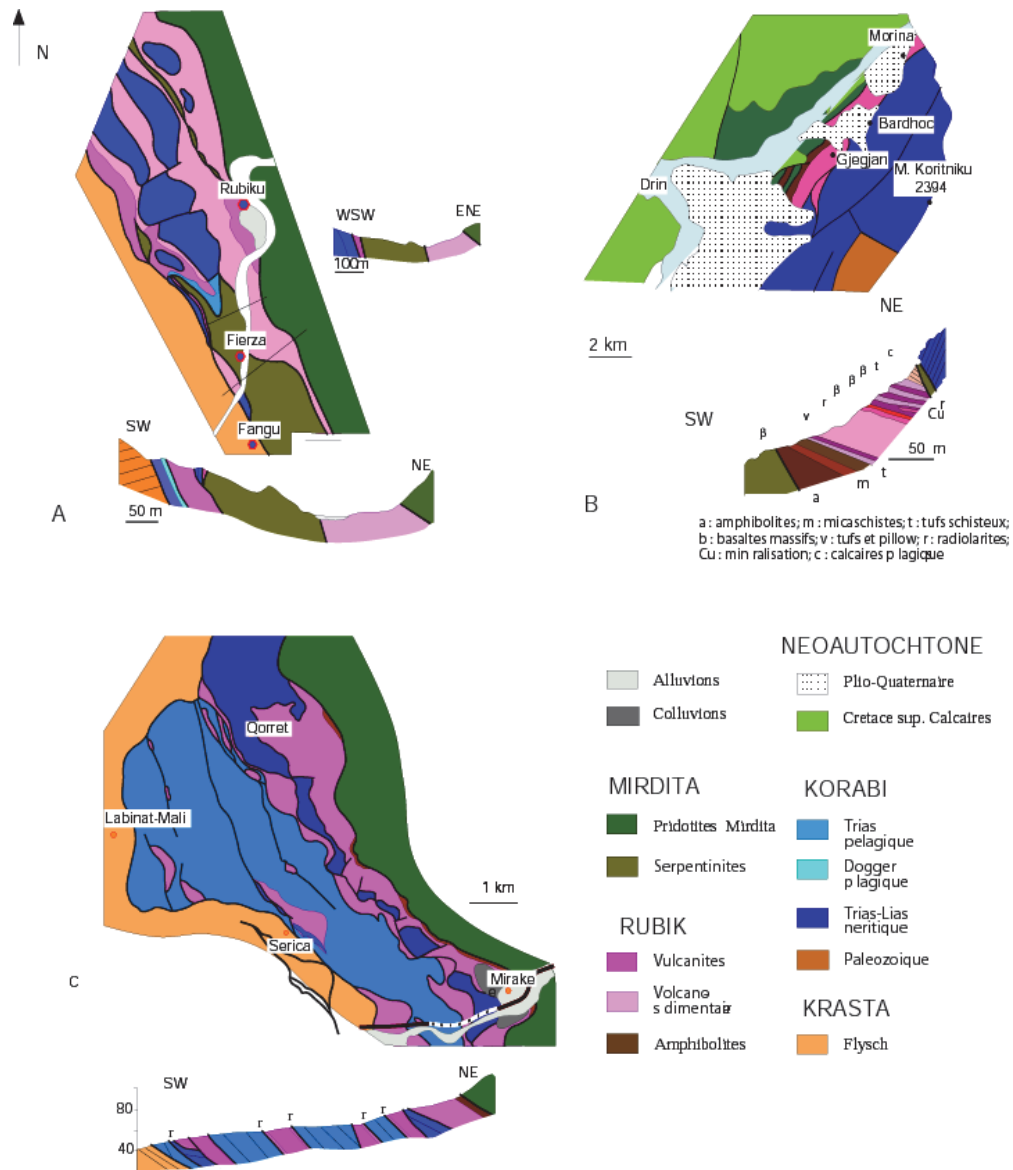 N
Rubiku
WSW
ENE
100m
Fierza
Fangu
SW
NE
50 m
A
Morina
Bardhoc
Gjegjan
M. Koritniku
2394
Drin
NE
2 km
SW
β
v
r
β
β
β
t
c
r
Cu
50 m
t
m
a
B
a : amphibolites; m : micaschistes; t : tufs schisteux;
b : basaltes massifs; v : tufs et pillow; r : radiolarites;
Cu : min ralisation; c : calcaires p lagique
Qorret
Labinat-Mali
1 km
Serica
Mirake
e
C
SW
NE
80
40
r
r
r
r
r
Alluvions
Colluvions
NEOAUTOCHTONE
Plio-Quaternaire
Cretace sup. Calcaires
MIRDITA
Pridotites Mirdita
Serpentinites
KORABI
Trias
pelagique
Dogger
p lagique
Trias-Lias
neritique
Paleozoique
RUBIK
Vulcanites
Volcano-
s dimentaire
Amphibolites
KRASTA
Flysch